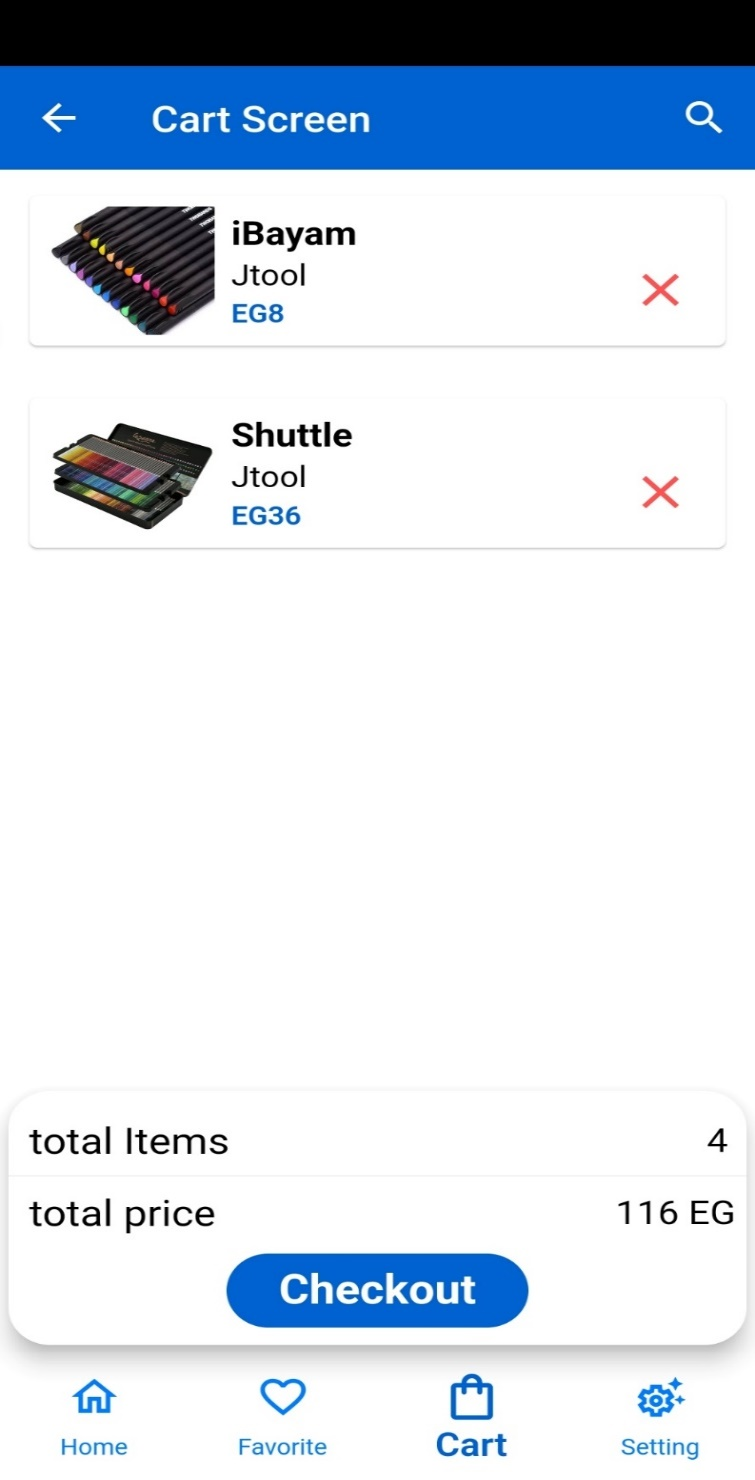 Cart Screen
iBayam
Jtool
EG8
Shuttle
Jtool
EG36
total Items 4
total price 116 EG
Checkout
Home Favorite Cart Setting